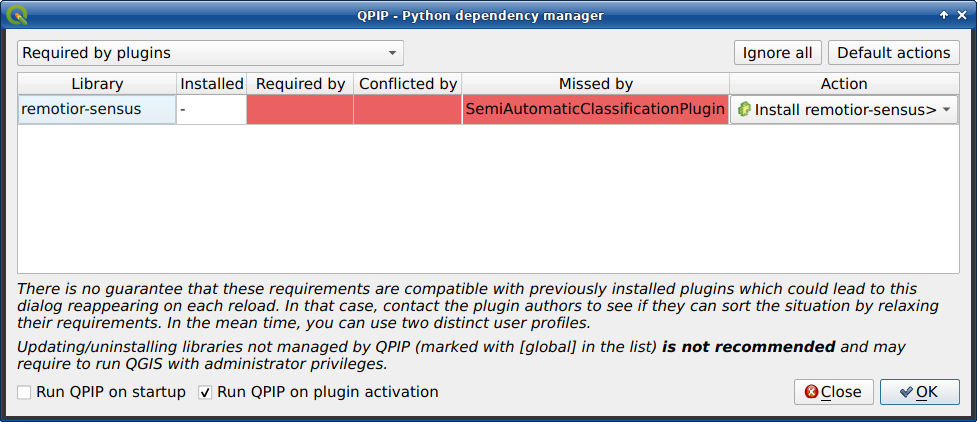 QPIP - Python dependency manager
Required by plugins
Ignore all
Default actions
Library Installed Required by Conflicted by Missed by Action
remotior-sensus - SemiAutomaticClassificationPlugin Install remotior-sensus>
There is no guarantee that these requirements are compatible with previously installed plugins which could lead to this
dialog reappearing on each reload. In that case, contact the plugin authors to see if they can sort the situation by relaxing
their requirements. In the mean time, you can use two distinct user profiles.
Updating/uninstalling libraries not managed by QPIP (marked with [global] in the list) is not recommended and may
require to run QGIS with administrator privileges.
Run QPIP on startup
Run QPIP on plugin activation
Close
OK